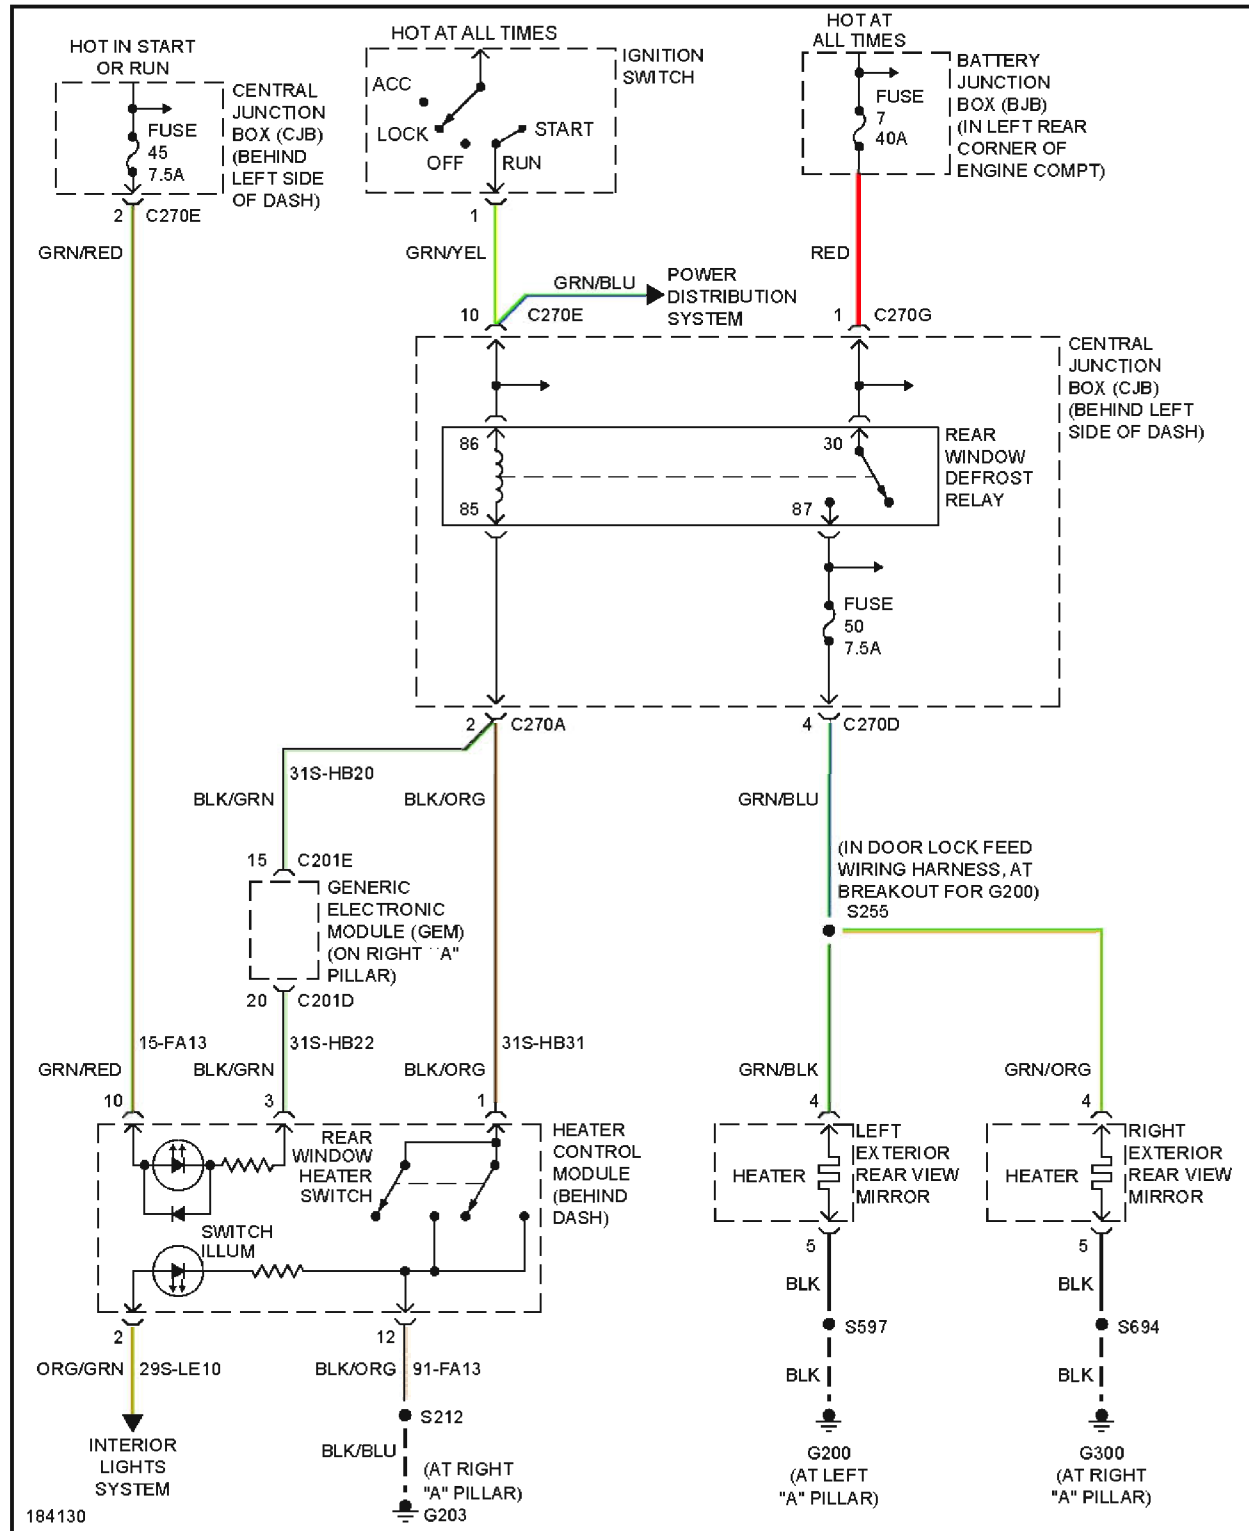 HOT IN START
OR RUN
FUSE
45
7.5A
CENTRAL
JUNCTION
BOX (CJB)
(BEHIND
LEFT SIDE
OF DASH)
2 C270E
GRN/RED
HOT AT ALL TIMES
IGNITION
SWITCH
ACC
LOCK
OFF
RUN
START
1
GRN/YEL
HOT AT
ALL TIMES
FUSE
7
40A
BATTERY
JUNCTION
BOX (BJB)
(IN LEFT REAR
CORNER OF
ENGINE COMPT)
RED
GRN/BLU
POWER
DISTRIBUTION
SYSTEM
10 C270E
1 C270G
CENTRAL
JUNCTION
BOX (CJB)
(BEHIND LEFT
SIDE OF DASH)
86
85
30
87
REAR
WINDOW
DEFROST
RELAY
FUSE
50
7.5A
2 C270A
4 C270D
31S-HB20
BLK/GRN
BLK/ORG
GRN/BLU
15 C201E
GENERIC
ELECTRONIC
MODULE (GEM)
(ON RIGHT ``A"
PILLAR)
20 C201D
(IN DOOR LOCK FEED
WIRING HARNESS, AT
BREAKOUT FOR G200)
S255
15-FA13
31S-HB22
31S-HB31
GRN/RED
BLK/GRN
BLK/ORG
GRN/BLK
GRN/ORG
10
3
1
4
4
REAR
WINDOW
HEATER
SWITCH
HEATER
CONTROL
MODULE
(BEHIND
DASH)
SWITCH
ILLUM
HEATER
LEFT
EXTERIOR
REAR VIEW
MIRROR
HEATER
RIGHT
EXTERIOR
REAR VIEW
MIRROR
2
12
5
5
ORG/GRN 29S-LE10
BLK/ORG 91-FA13
BLK
BLK
S597
S694
BLK
BLK
S212
BLK/BLU
INTERIOR
LIGHTS
SYSTEM
(AT RIGHT
"A" PILLAR)
G203
G200
(AT LEFT
"A" PILLAR)
G300
(AT RIGHT
"A" PILLAR)
184130